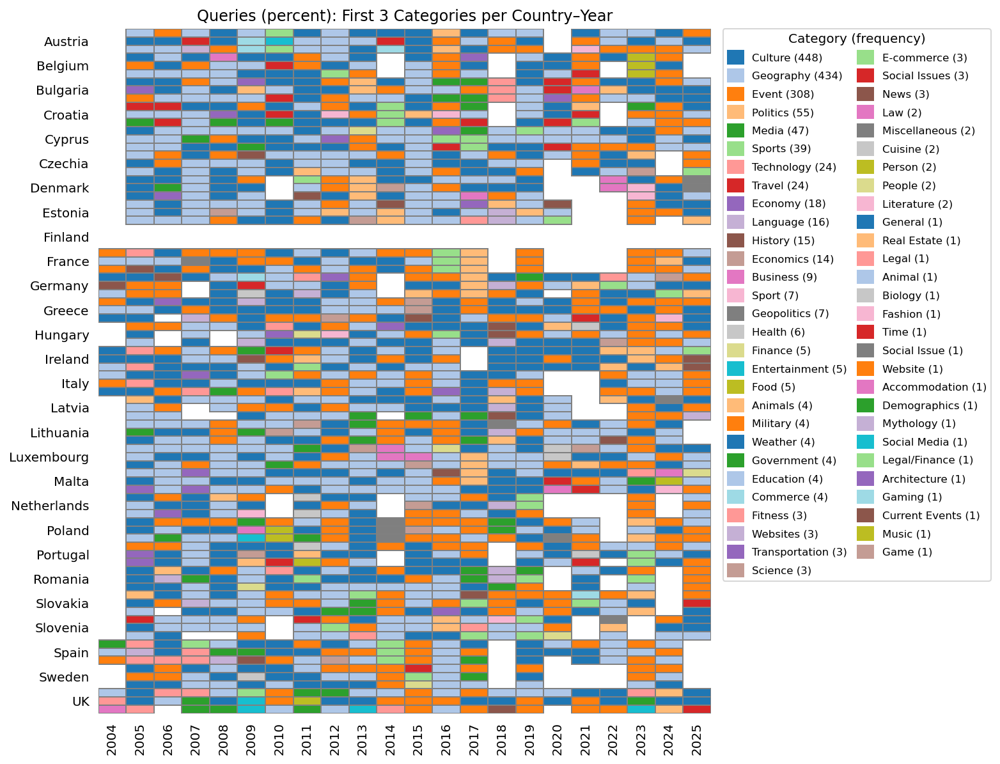 Queries (percent): First 3 Categories per Country–Year
Austria
Belgium
Bulgaria
Croatia
Cyprus
Czechia
Denmark
Estonia
Finland
France
Germany
Greece
Hungary
Ireland
Italy
Latvia
Lithuania
Luxembourg
Malta
Netherlands
Poland
Portugal
Romania
Slovakia
Slovenia
Spain
Sweden
UK
2004
2005
2006
2007
2008
2009
2010
2011
2012
2013
2014
2015
2016
2017
2018
2019
2020
2021
2022
2023
2024
2025
Category (frequency)
Culture (448)
Geography (434)
Event (308)
Politics (55)
Media (47)
Sports (39)
Technology (24)
Travel (24)
Economy (18)
Language (16)
History (15)
Economics (14)
Business (9)
Sport (7)
Geopolitics (7)
Health (6)
Finance (5)
Entertainment (5)
Food (5)
Animals (4)
Military (4)
Weather (4)
Government (4)
Education (4)
Commerce (4)
Fitness (3)
Websites (3)
Transportation (3)
Science (3)
E-commerce (3)
Social Issues (3)
News (3)
Law (2)
Miscellaneous (2)
Cuisine (2)
Person (2)
People (2)
Literature (2)
General (1)
Real Estate (1)
Legal (1)
Animal (1)
Biology (1)
Fashion (1)
Time (1)
Social Issue (1)
Website (1)
Accommodation (1)
Demographics (1)
Mythology (1)
Social Media (1)
Legal/Finance (1)
Architecture (1)
Gaming (1)
Current Events (1)
Music (1)
Game (1)